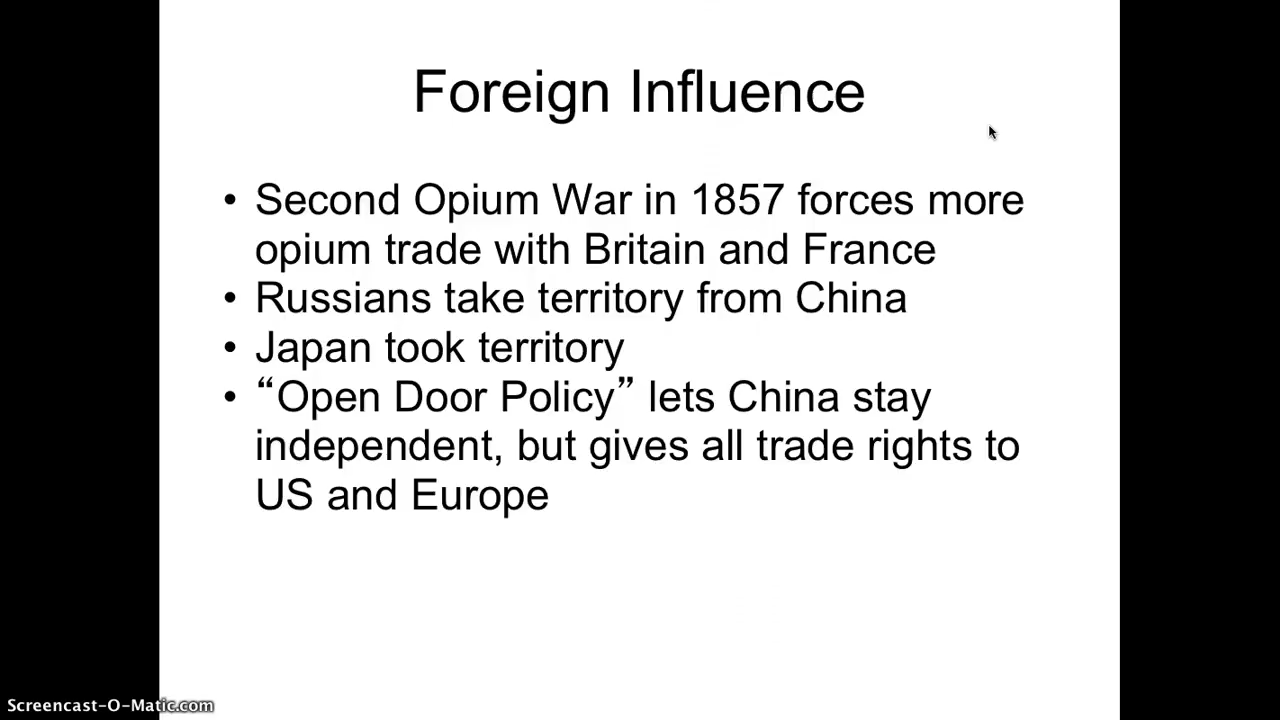 Foreign Influence
• Second Opium War in 1857 forces more
opium trade with Britain and France
• Russians take territory from China
• Japan took territory
• “Open Door Policy” lets China stay
independent, but gives all trade rights to
US and Europe
Screencast-O-Matic.com